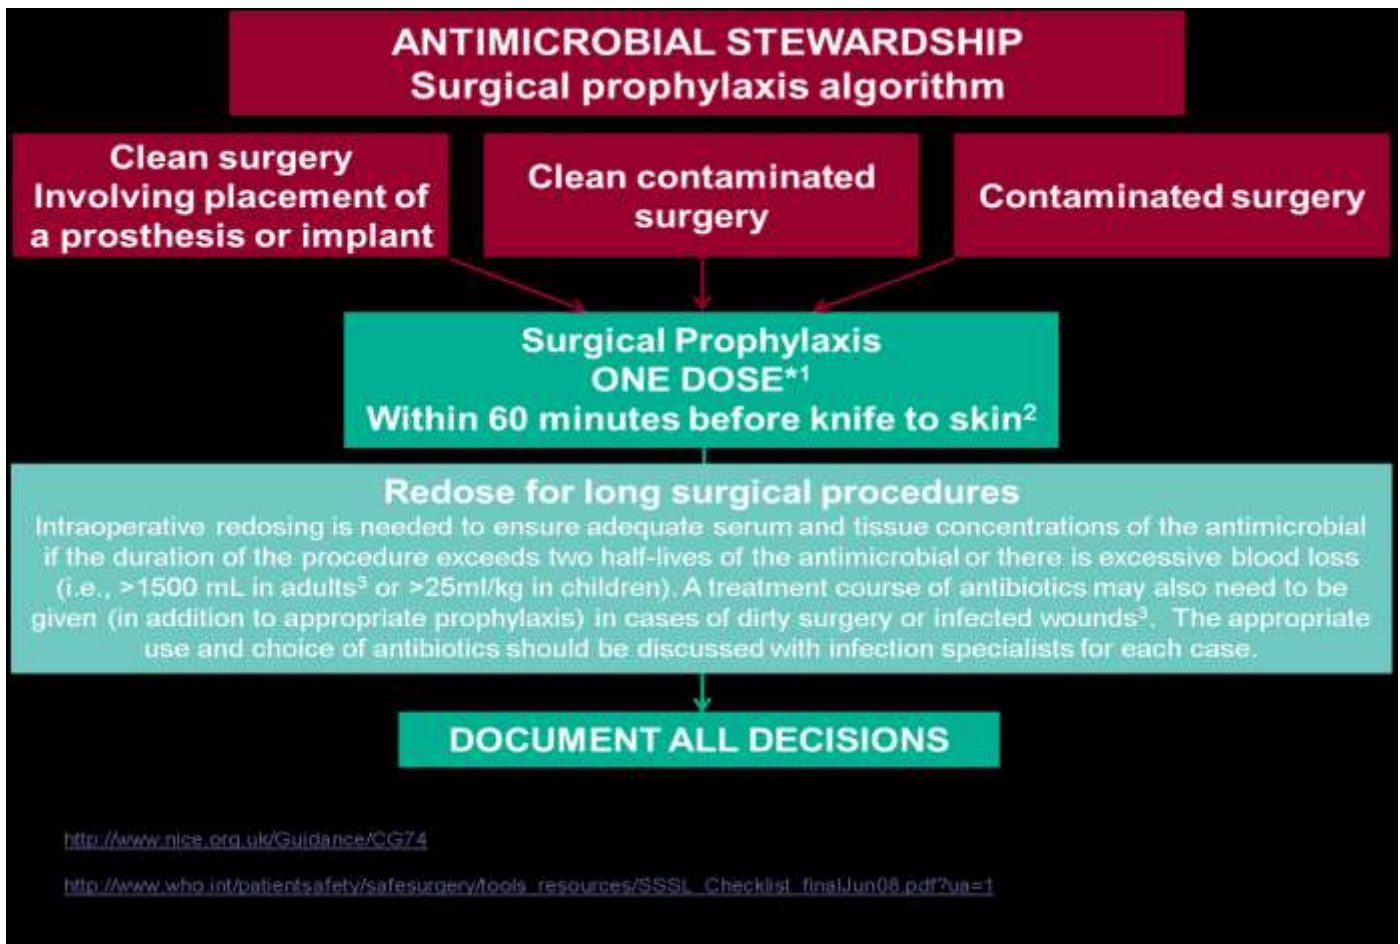 ANTIMICROBIAL STEWARDSHIP
Surgical prophylaxis algorithm
Clean surgery
Involving placement of
a prosthesis or implant
Clean contaminated
surgery
Contaminated surgery
Surgical Prophylaxis
ONE DOSE*¹
Within 60 minutes before knife to skin²
Redose for long surgical procedures
Intraoperative redosing is needed to ensure adequate serum and tissue concentrations of the antimicrobial
if the duration of the procedure exceeds two half-lives of the antimicrobial or there is excessive blood loss
(i.e., >1500 mL in adults³ or >25ml/kg in children). A treatment course of antibiotics may also need to be
given (in addition to appropriate prophylaxis) in cases of dirty surgery or infected wounds³. The appropriate
use and choice of antibiotics should be discussed with infection specialists for each case.
DOCUMENT ALL DECISIONS
http://www.nice.org.uk/Guidance/CG74
http://www.who.int/patientsafety/safesurgery/tools_resources/SSSL_Checklist_finalJun08.pdf?ua=1